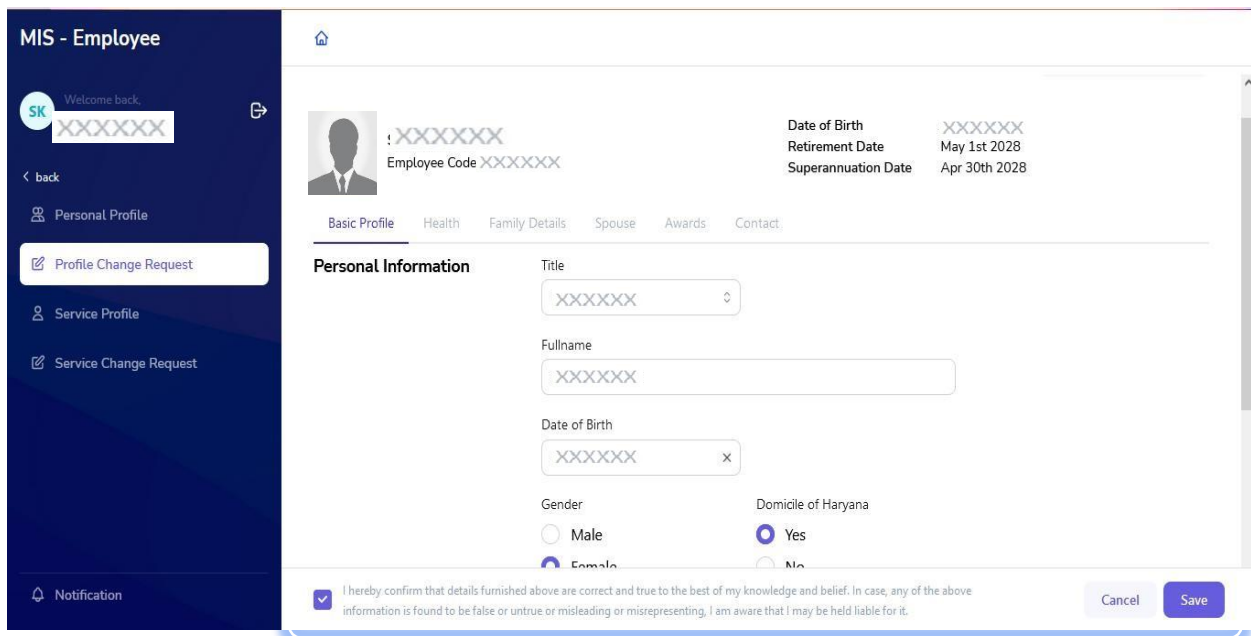 MIS - Employee
SK
Welcome back,
XXXXXX
< back
Personal Profile
Profile Change Request
Service Profile
Service Change Request
Notification
XXXXXX
Employee Code XXXXXX
Date of Birth XXXXXX
Retirement Date May 1st 2028
Superannuation Date Apr 30th 2028
Basic Profile Health Family Details Spouse Awards Contact
Personal Information
Title
XXXXXX
Fullname
XXXXXX
Date of Birth
XXXXXX
Gender Domicile of Haryana
Male Yes
Female No
I hereby confirm that details furnished above are correct and true to the best of my knowledge and belief. In case, any of the above
information is found to be false or untrue or misleading or misrepresenting, I am aware that I may be held liable for it.
Cancel Save